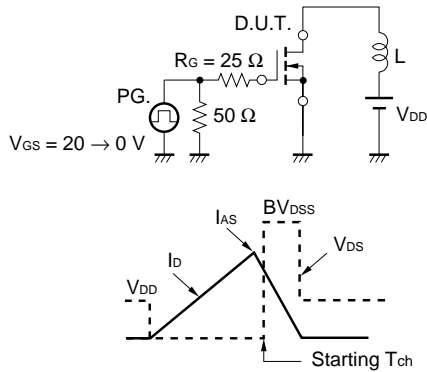 D.U.T.
RG = 25 Ω
L
PG.
50 Ω
VDD
VGS = 20 → 0 V
BVDSS
IAS
VDS
ID
VDD
Starting Tch